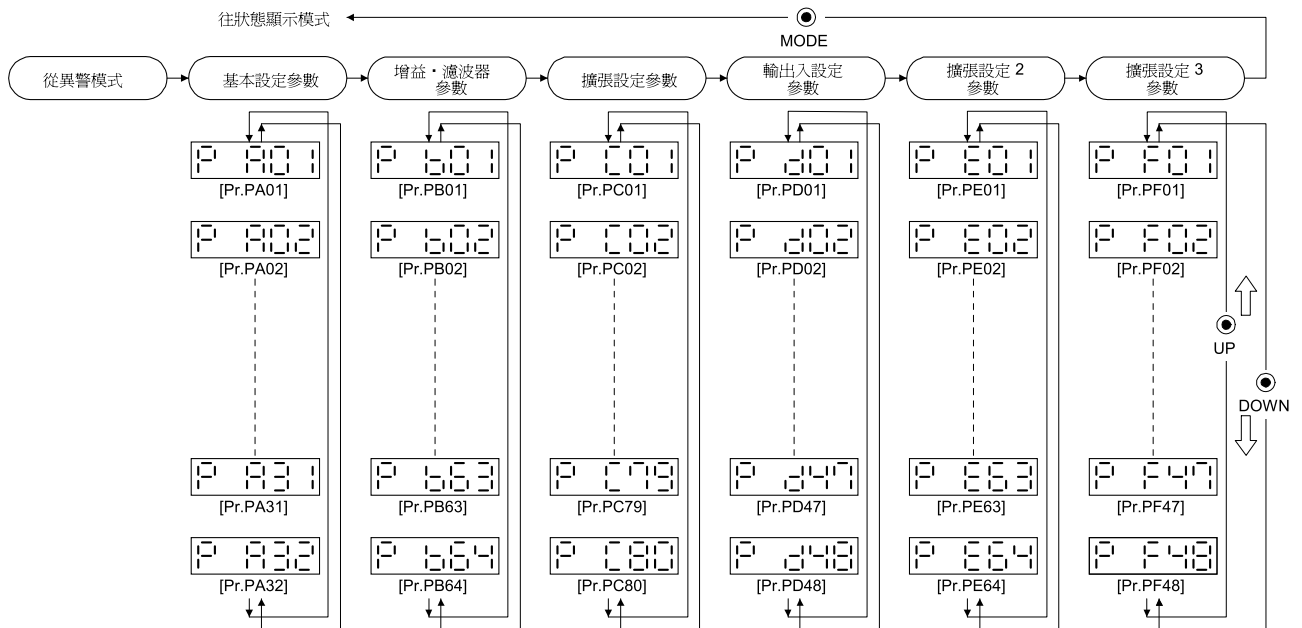 往狀態顯示模式
MODE
從異警模式
基本設定參數
增益・濾波器
參數
擴張設定參數
輸出入設定
參數
擴張設定 2
參數
擴張設定 3
參數
P A01
P b01
P C01
P d01
P E01
P F01
[Pr.PA01]
[Pr.PB01]
[Pr.PC01]
[Pr.PD01]
[Pr.PE01]
[Pr.PF01]
P A02
P b02
P C02
P d02
P E02
P F02
[Pr.PA02]
[Pr.PB02]
[Pr.PC02]
[Pr.PD02]
[Pr.PE02]
[Pr.PF02]
UP
DOWN
P A31
P b63
P C79
P d47
P E63
P F47
[Pr.PA31]
[Pr.PB63]
[Pr.PC79]
[Pr.PD47]
[Pr.PE63]
[Pr.PF47]
P A32
P b64
P C80
P d48
P E64
P F48
[Pr.PA32]
[Pr.PB64]
[Pr.PC80]
[Pr.PD48]
[Pr.PE64]
[Pr.PF48]